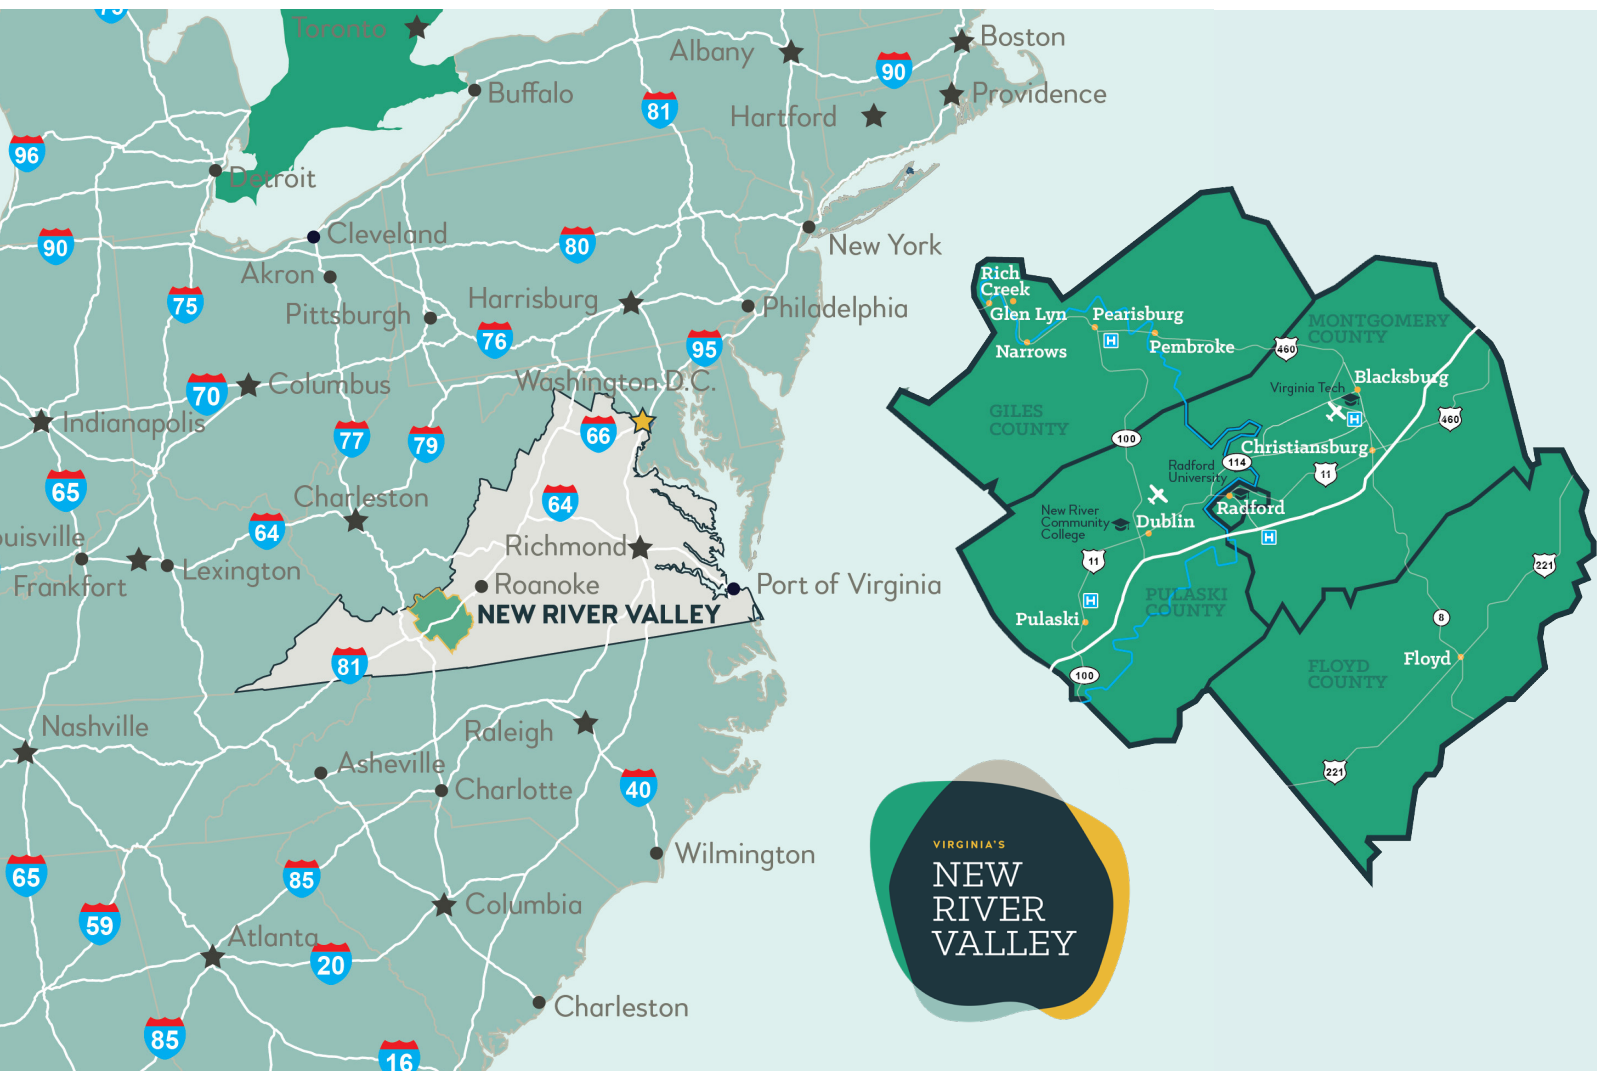 75
Toronto
Albany
Boston
90
Buffalo
81
Hartford
Providence
96
Detroit
90
Cleveland
80
New York
Akron
75
Pittsburgh
Harrisburg
Philadelphia
76
95
Washington D.C.
70
Columbus
Indianapolis
77
79
66
65
Charleston
64
64
ouisville
Frankfort
Lexington
Richmond
Roanoke
Port of Virginia
NEW RIVER VALLEY
81
Nashville
Raleigh
Asheville
Charlotte
40
Wilmington
65
85
59
Columbia
Atlanta
20
Charleston
85
16
Rich
Creek
Glen Lyn
Pearisburg
Narrows
Pembroke
MONTGOMERY
COUNTY
460
Blacksburg
Virginia Tech
H
H
460
GILES
COUNTY
100
Christiansburg
114
11
Radford
University
Radford
New River
Community
College
Dublin
H
11
221
H
PULASKI
COUNTY
Pulaski
8
100
FLOYD
COUNTY
Floyd
221
VIRGINIA'S
NEW
RIVER
VALLEY